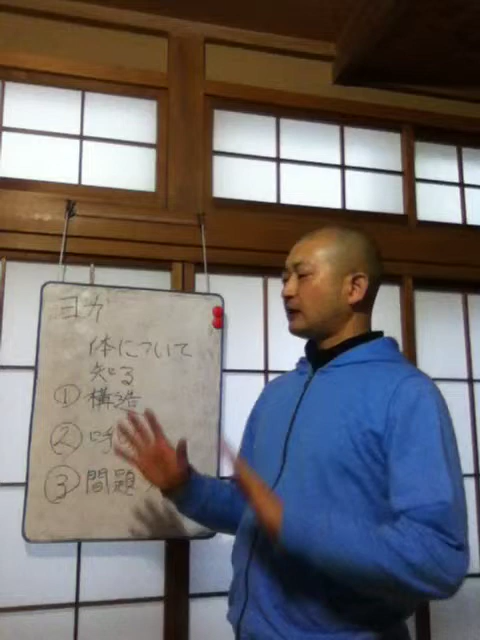 ヨガ
体について
知る
① 構造
② 呼
③ 問題